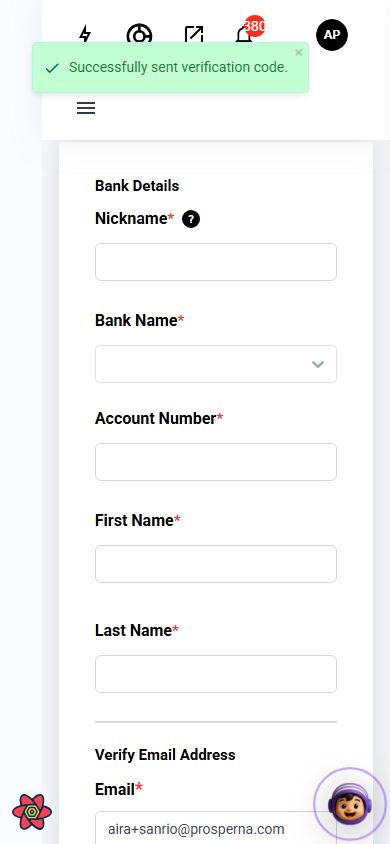 380
AP
Successfully sent verification code.
×
Bank Details
Nickname* ?
Bank Name*
Account Number*
First Name*
Last Name*
Verify Email Address
Email*
aira+sanrio@prosperna.com